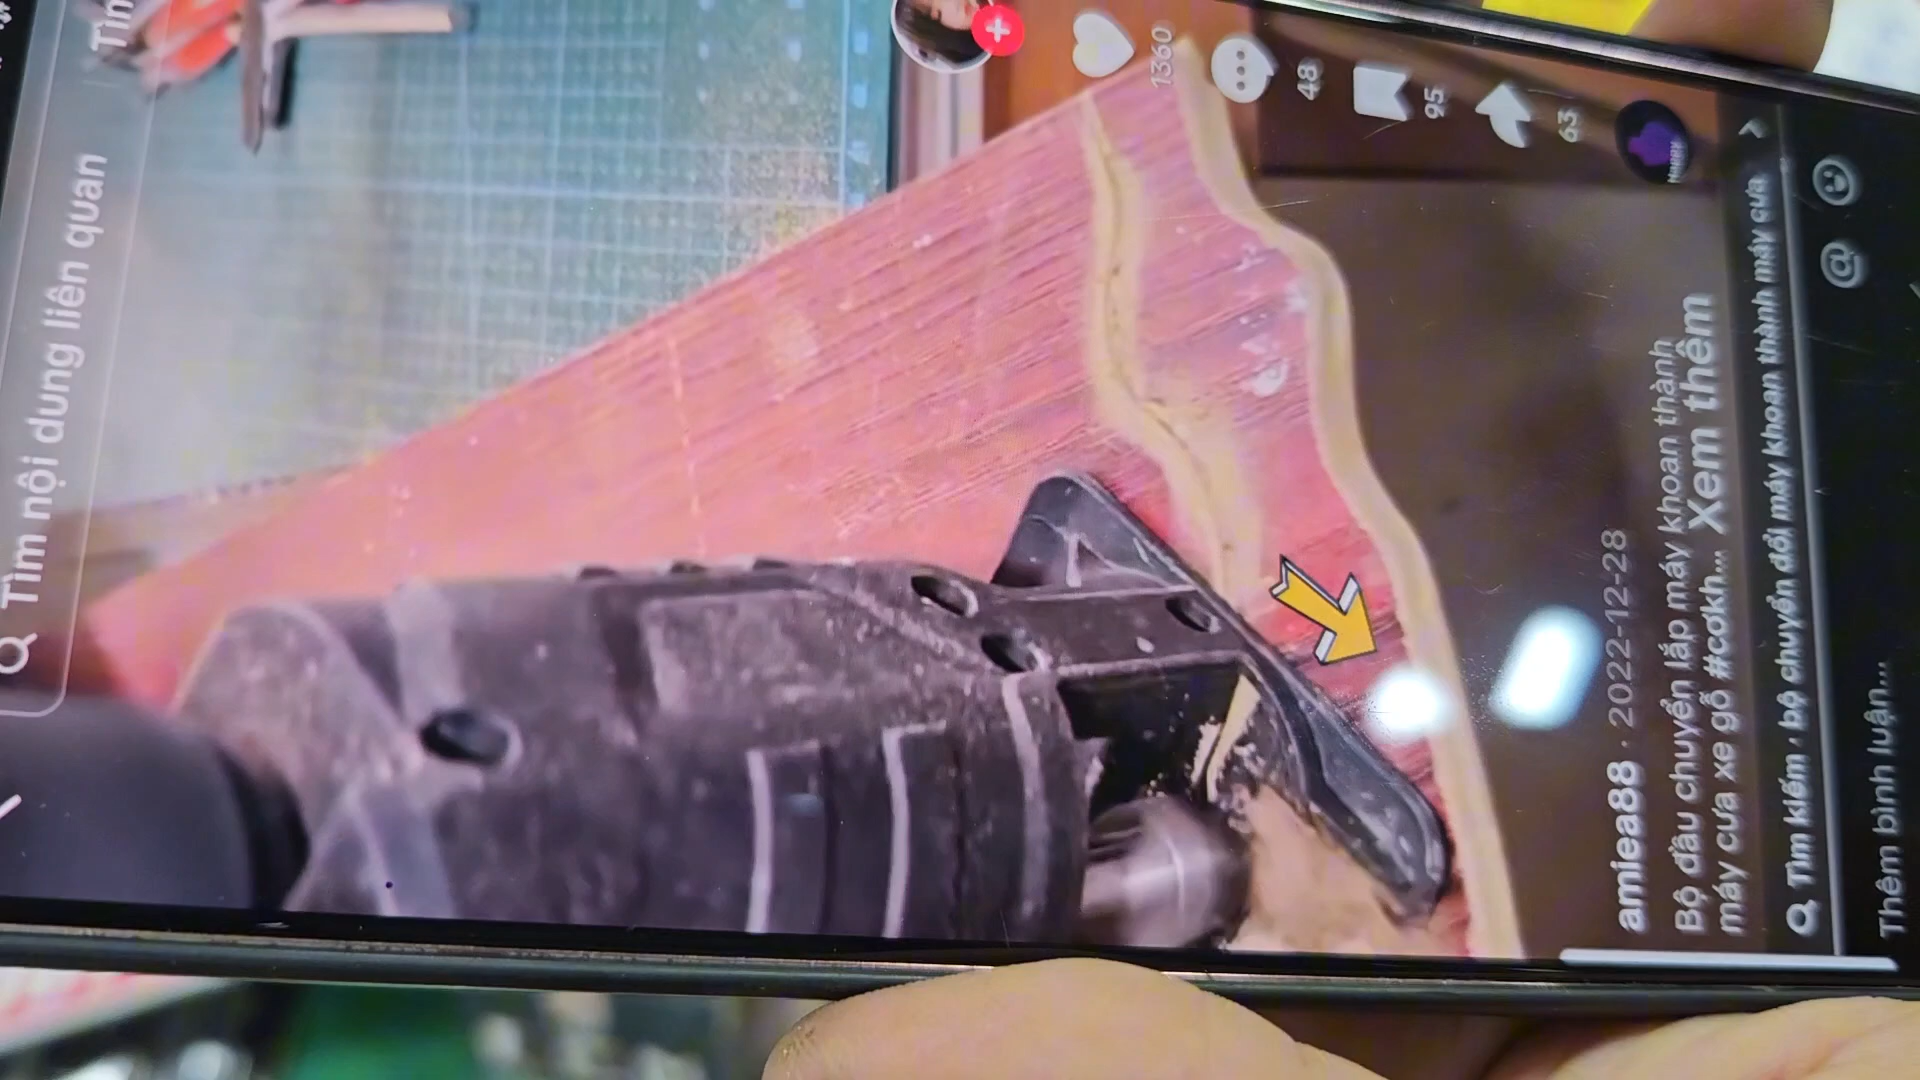 Tìm nội dung liên quan
Tìm
1360
48
95
63
amiea88 · 2022-12-28
Bộ đầu chuyển lắp máy khoan thành
máy cưa xe gỗ #cdkh... Xem thêm
Tìm kiếm · bộ chuyển đổi máy khoan thành máy cưa
Thêm bình luận...
@